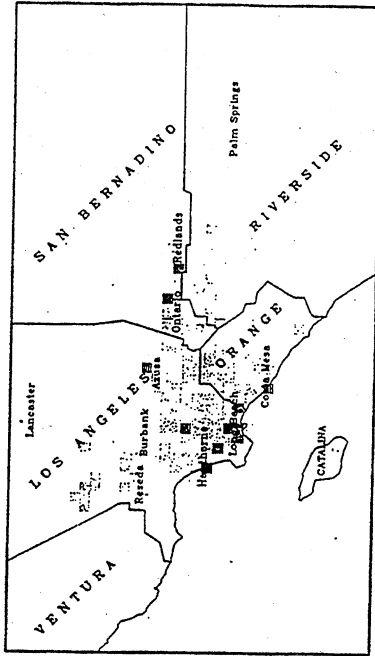 Lancaster
SAN BERNADINO
LOS ANGELES
VENTURA
Reseda
Burbank
Azusa
Ontario
Redlands
Palm Springs
RIVERSIDE
ORANGE
Hawthorne
Long Beach
Costa Mesa
CATALINA